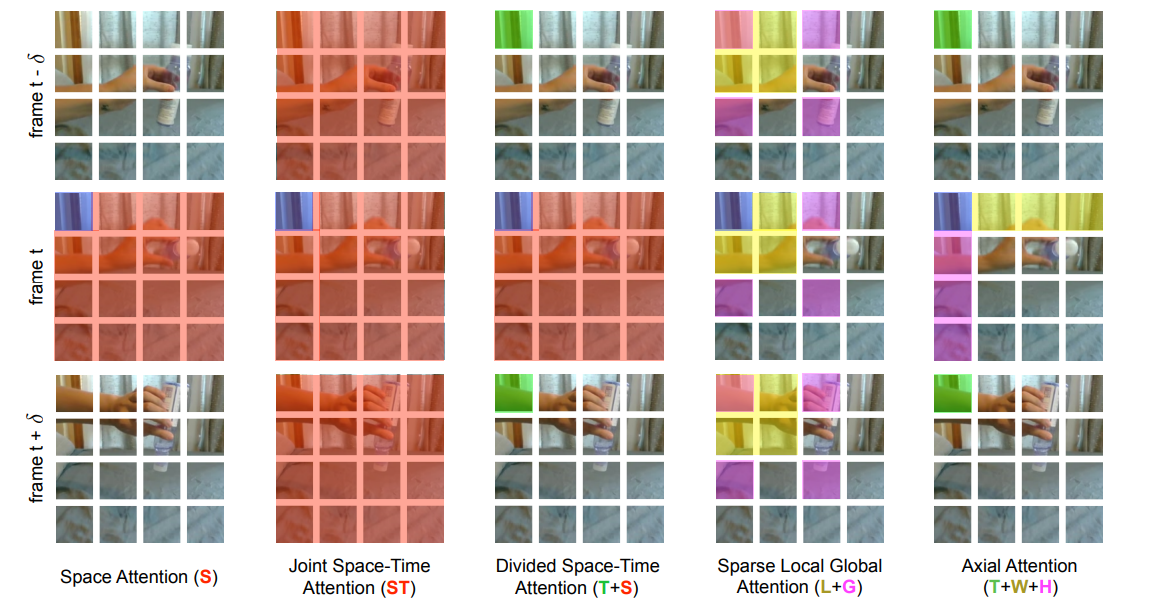 frame t - δ
frame t
frame t + δ
Space Attention (S)
Joint Space-Time
Attention (ST)
Divided Space-Time
Attention (T+S)
Sparse Local Global
Attention (L+G)
Axial Attention
(T+W+H)